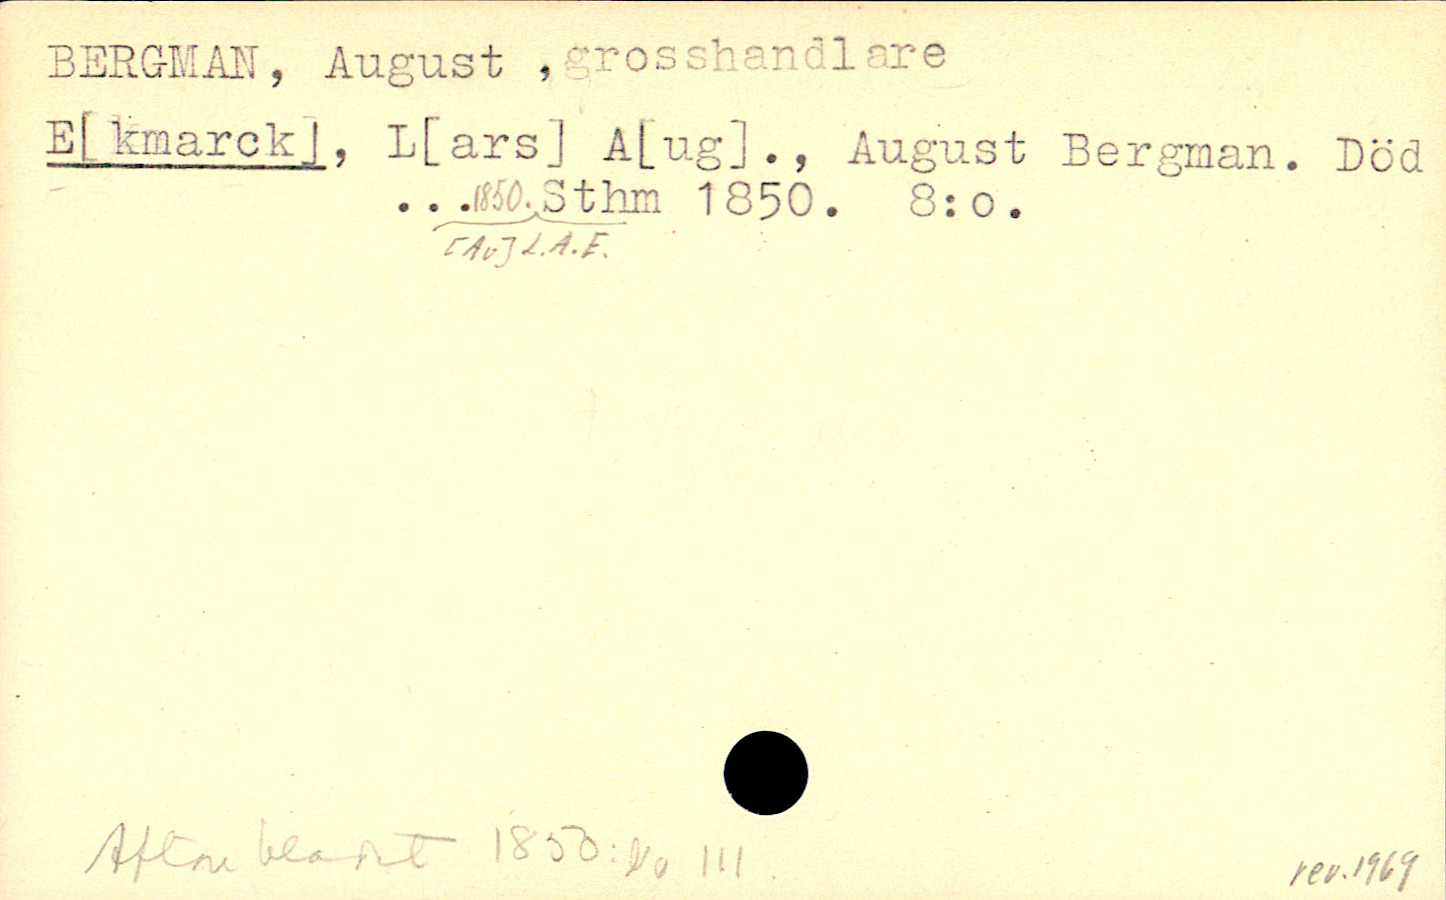 BERGMAN, August ,grosshandlare
E[kmarck], L[ars] A[ug]., August Bergman. Död
...1850. Sthm 1850. 8:o.
[Av] L.A.E.
Aftonbladet 1850: No 111
rev. 1969